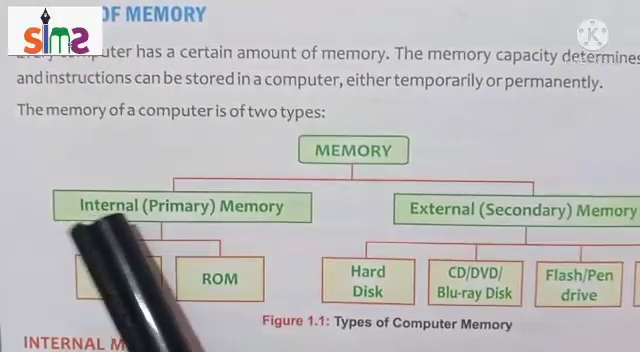 sims
OF MEMORY
computer has a certain amount of memory. The memory capacity determines
and instructions can be stored in a computer, either temporarily or permanently.
The memory of a computer is of two types:
MEMORY
Internal (Primary) Memory
External (Secondary) Memory
ROM
Hard
Disk
CD/DVD/
Blu-ray Disk
Flash/Pen
drive
Figure 1.1: Types of Computer Memory
INTERNAL M